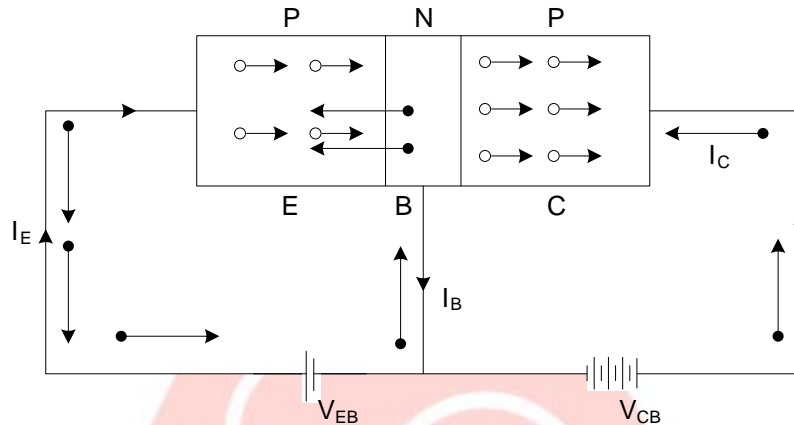 P N P
E B C
I_C
I_E
I_B
V_EB V_CB